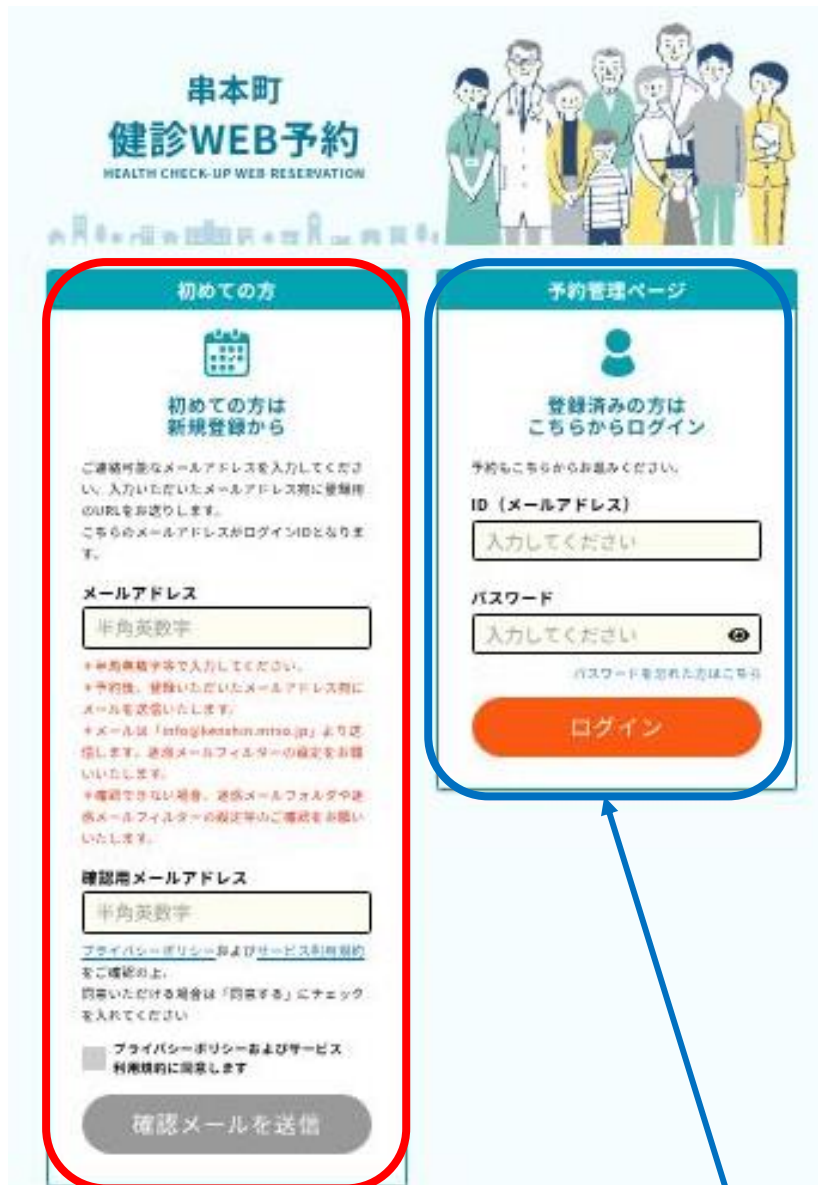 串本町
健診WEB予約
HEALTH CHECK-UP WEB RESERVATION
初めての方
初めての方は
新規登録から
ご連絡可能なメールアドレスを入力してくださ
い。入力いただいたメールアドレス宛に登録用
のURLをお送りします。
こちらのメールアドレスがログインIDとなりま
す。
メールアドレス
半角英数字
*半角英数字等で入力してください。
*予約後、登録いただいたメールアドレス宛に
メールを送信いたします。
*メールは「info@kenshin.mrso.jp」より送
信します。迷惑メールフィルターの設定をお願
いいたします。
*確認できない場合、迷惑メールフォルダや迷
惑メールフィルターの設定等のご確認をお願い
いたします。
確認用メールアドレス
半角英数字
プライバシーポリシーおよびサービス利用規約
をご確認の上、
同意いただける場合は「同意する」にチェック
を入れてください
プライバシーポリシーおよびサービス
利用規約に同意します
確認メールを送信
予約管理ページ
登録済みの方は
こちらからログイン
予約もこちらからお進みください。
ID（メールアドレス）
入力してください
パスワード
入力してください
パスワードを忘れた方はこちら
ログイン